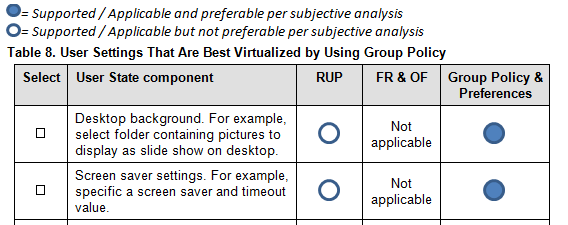 = Supported / Applicable and preferable per subjective analysis
= Supported / Applicable but not preferable per subjective analysis
Table 8. User Settings That Are Best Virtualized by Using Group Policy
Select User State component RUP FR & OF Group Policy &
Preferences
Desktop background. For example,
select folder containing pictures to
display as slide show on desktop.
Not
applicable
Screen saver settings. For example,
specific a screen saver and timeout
value.
Not
applicable